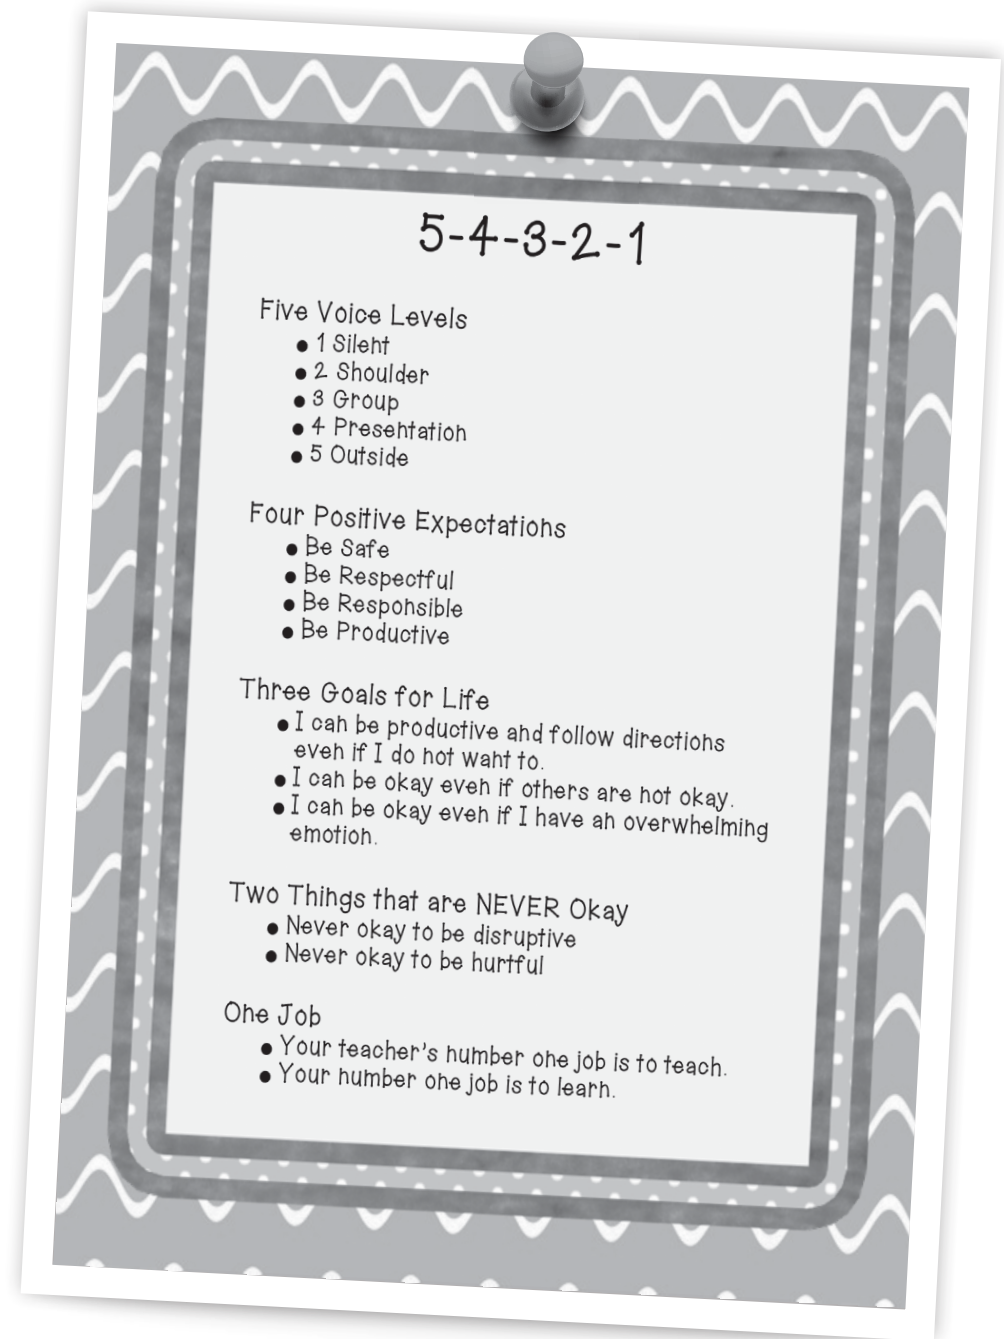 5-4-3-2-1
Five Voice Levels
● 1 Silent
● 2 Shoulder
● 3 Group
● 4 Presentation
● 5 Outside
Four Positive Expectations
● Be Safe
● Be Respectful
● Be Responsible
● Be Productive
Three Goals for Life
● I can be productive and follow directions
even if I do not want to.
● I can be okay even if others are not okay.
● I can be okay even if I have an overwhelming
emotion.
Two Things that are NEVER Okay
● Never okay to be disruptive
● Never okay to be hurtful
One Job
● Your teacher's number one job is to teach.
● Your number one job is to learn.